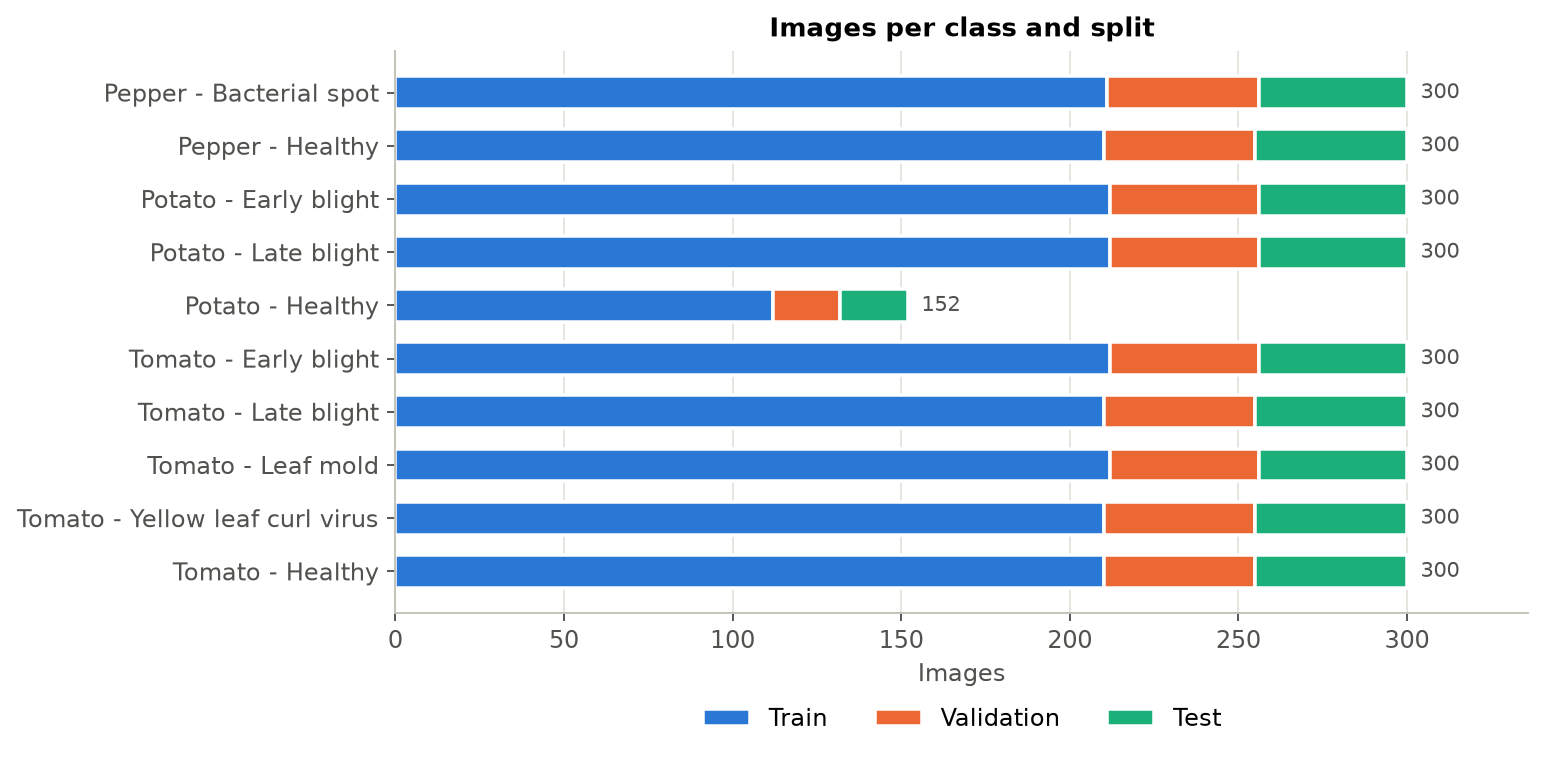 Images per class and split
Pepper - Bacterial spot 300
Pepper - Healthy 300
Potato - Early blight 300
Potato - Late blight 300
Potato - Healthy 152
Tomato - Early blight 300
Tomato - Late blight 300
Tomato - Leaf mold 300
Tomato - Yellow leaf curl virus 300
Tomato - Healthy 300
0 50 100 150 200 250 300
Images
Train Validation Test